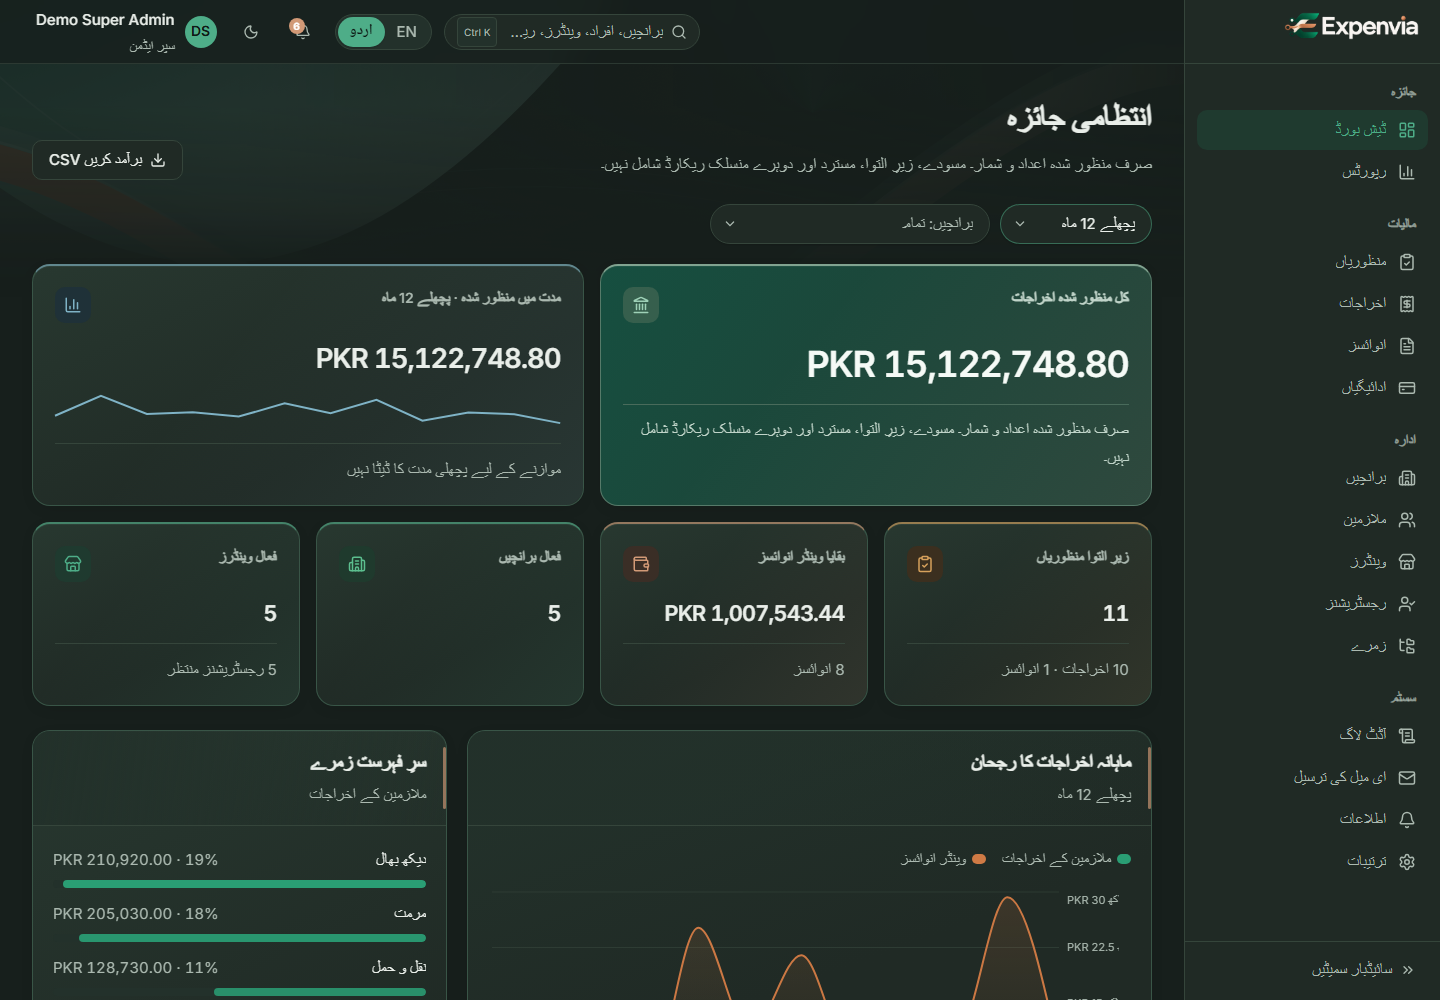 Expenvia
برانچیں، افراد، وینڈرز، ریـ...
Ctrl K
EN
اردو
6
DS
Demo Super Admin
سپر ایڈمن
جائزہ
ڈیش بورڈ
رپورٹس
مالیات
منظوریاں
اخراجات
انوائسز
ادائیگیاں
ادارہ
برانچیں
ملازمین
وینڈرز
رجسٹریشنز
زمرے
سسٹم
آڈٹ لاگ
ای میل کی ترسیل
اطلاعات
ترتیبات
سائیڈبار سمیٹیں
انتظامی جائزہ
صرف منظور شدہ اعداد و شمار۔ مسودے، زیرِ التوا، مسترد اور دوہرے منسلک ریکارڈ شامل نہیں۔
برآمد کریں CSV
پچھلے 12 ماہ
برانچیں: تمام
کل منظور شدہ اخراجات
PKR 15,122,748.80
صرف منظور شدہ اعداد و شمار۔ مسودے، زیرِ التوا، مسترد اور دوہرے منسلک ریکارڈ شامل
نہیں۔
مدت میں منظور شدہ · پچھلے 12 ماہ
PKR 15,122,748.80
موازنے کے لیے پچھلی مدت کا ڈیٹا نہیں
زیرِ التوا منظوریاں
11
10 اخراجات · 1 انوائسز
بقایا وینڈر انوائسز
PKR 1,007,543.44
8 انوائسز
فعال برانچیں
5
فعال وینڈرز
5
5 رجسٹریشنز منتظر
ماہانہ اخراجات کا رجحان
پچھلے 12 ماہ
ملازمین کے اخراجات
وینڈر انوائسز
PKR 30 کھ
PKR 22.5
سرِ فہرست زمرے
ملازمین کے اخراجات
دیکھ بھال
PKR 210,920.00 · 19%
مرمت
PKR 205,030.00 · 18%
نقل و حمل
PKR 128,730.00 · 11%